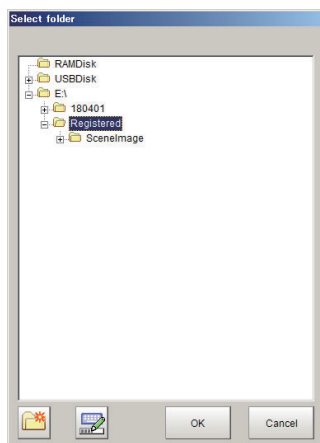 Select folder
RAMDisk
USBDisk
E:\
180401
Registered
SceneImage
OK
Cancel